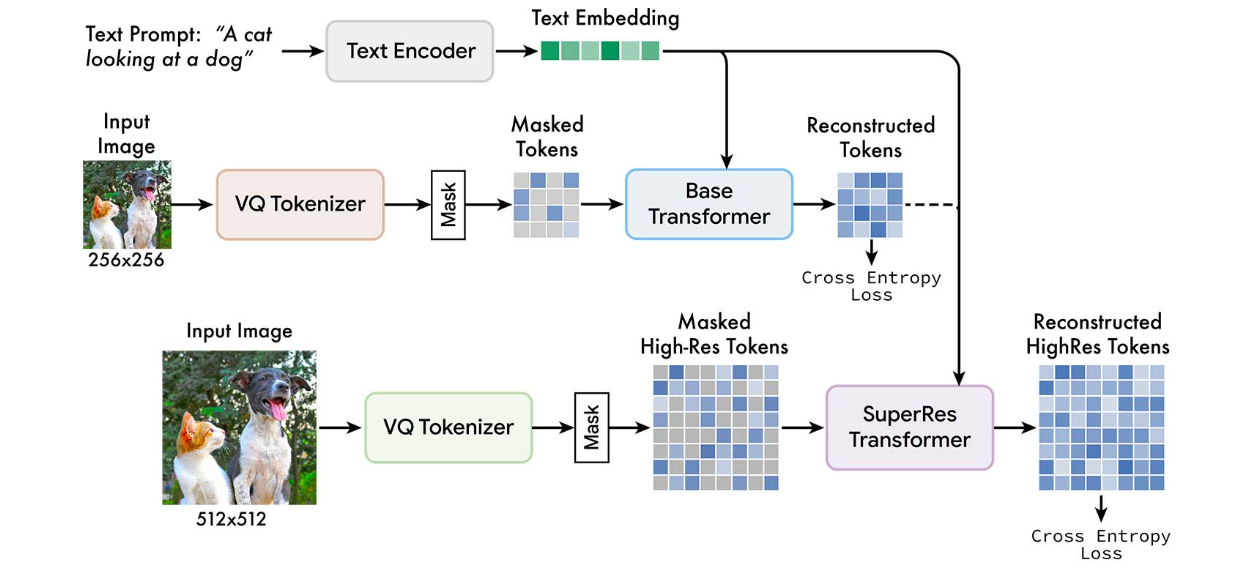 Text Embedding
Text Prompt: "A cat
looking at a dog"
Text Encoder
Input
Image
Masked
Tokens
Reconstructed
Tokens
VQ Tokenizer
Mask
Base
Transformer
256x256
Cross Entropy
Loss
Input Image
Masked
High-Res Tokens
Reconstructed
HighRes Tokens
VQ Tokenizer
Mask
SuperRes
Transformer
512x512
Cross Entropy
Loss